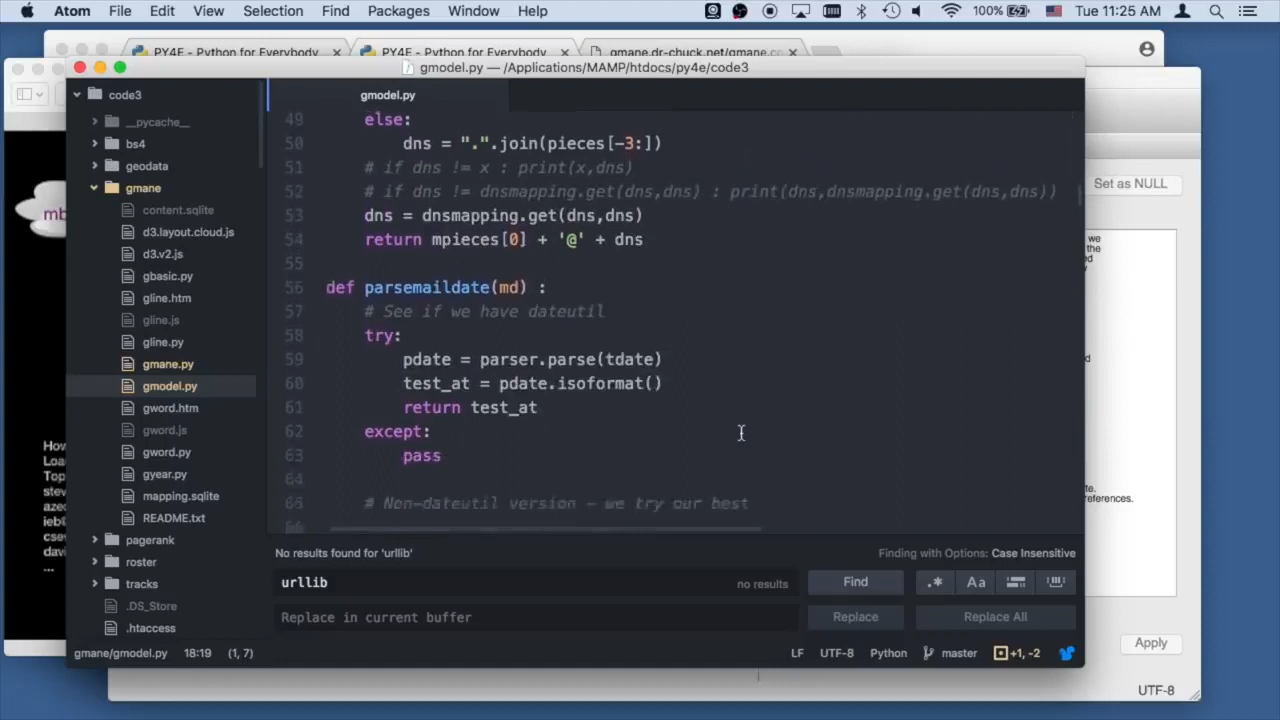 Atom File Edit View Selection Find Packages Window Help 100% Tue 11:25 AM
PY4E - Python for Everybody PY4E - Python for Everybody gmane.dr-chuck.net/gmane.co
gmodel.py — /Applications/MAMP/htdocs/py4e/code3
code3
__pycache__
bs4
geodata
gmane
content.sqlite
d3.layout.cloud.js
d3.v2.js
gbasic.py
gline.htm
gline.js
gline.py
gmane.py
gmodel.py
gword.htm
gword.js
gword.py
gyear.py
mapping.sqlite
README.txt
pagerank
roster
tracks
.DS_Store
.htaccess
gmodel.py
49 else:
50 dns = ".".join(pieces[-3:])
51 # if dns != x : print(x,dns)
52 # if dns != dnsmapping.get(dns,dns) : print(dns,dnsmapping.get(dns,dns))
53 dns = dnsmapping.get(dns,dns)
54 return mpieces[0] + '@' + dns
55
56 def parsemaildate(md) :
57 # See if we have dateutil
58 try:
59 pdate = parser.parse(tdate)
60 test_at = pdate.isoformat()
61 return test_at
62 except:
63 pass
64
65 # Non-dateutil version - we try our best
66
No results found for 'urllib' Finding with Options: Case Insensitive
urllib no results Find .* Aa
Replace in current buffer Replace Replace All
gmane/gmodel.py 18:19 (1, 7) LF UTF-8 Python master +1, -2
mb
How
Loa
Top
stev
azed
ieb@
csev
davi
...
Set as NULL
we
the
ed
te.
references.
Apply
UTF-8